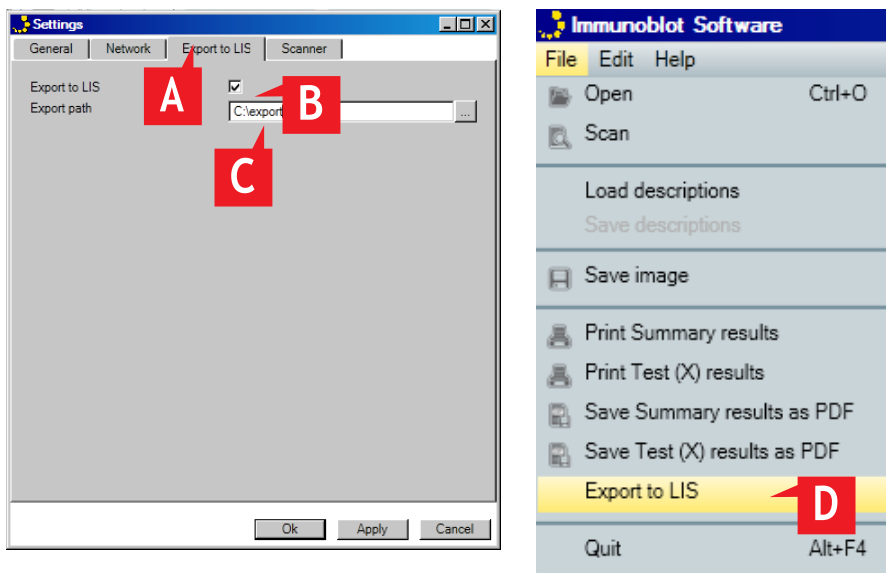 Settings
General Network Export to LIS Scanner
Export to LIS
Export path C:\export ...
A
B
C
Ok Apply Cancel
Immunoblot Software
File Edit Help
Open Ctrl+O
Scan
Load descriptions
Save descriptions
Save image
Print Summary results
Print Test (X) results
Save Summary results as PDF
Save Test (X) results as PDF
Export to LIS
D
Quit Alt+F4